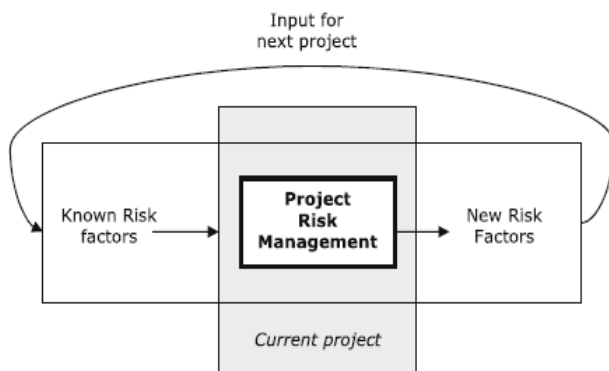 Input for
next project
Known Risk
factors
Project
Risk
Management
New Risk
Factors
Current project